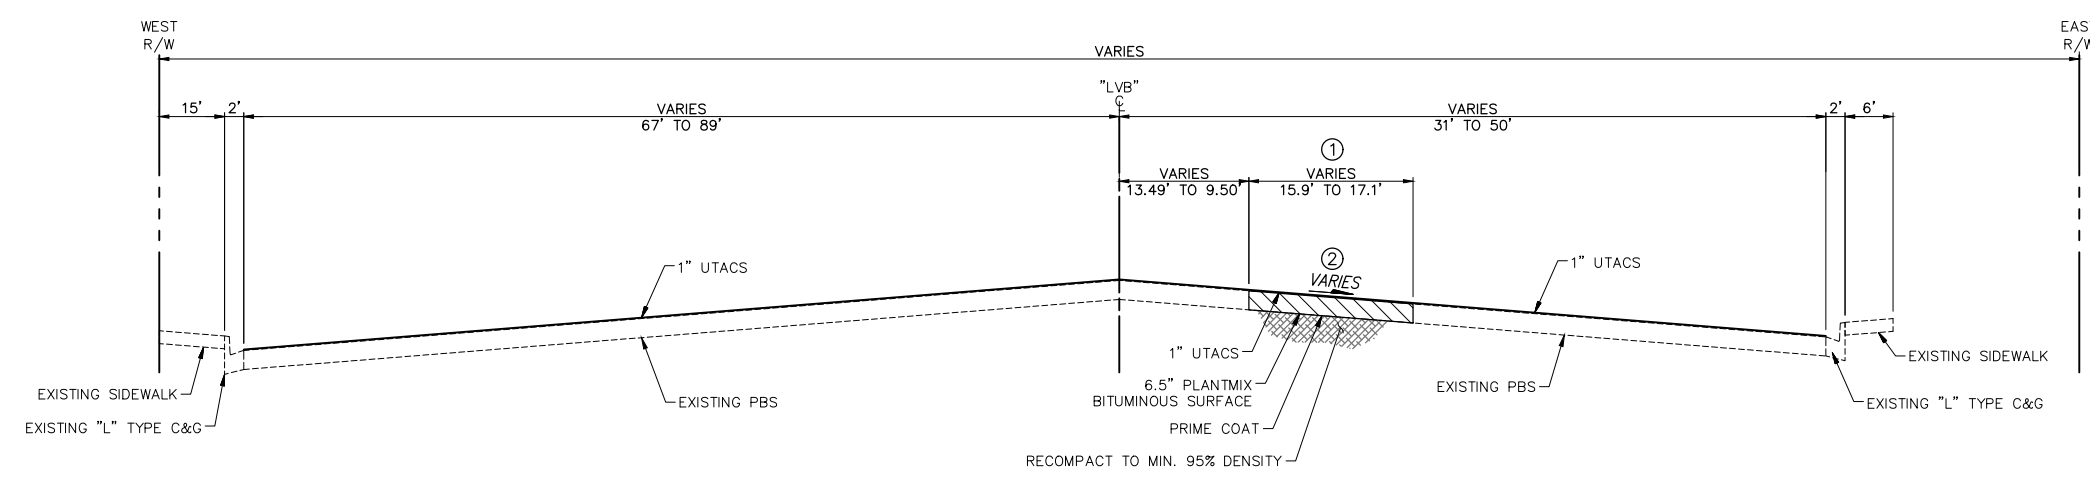 WEST
R/W
EAS
R/W
VARIES
"LVB"
℄
15'
2'
VARIES
67' TO 89'
VARIES
31' TO 50'
2'
6'
1
VARIES
13.49' TO 9.50'
VARIES
15.9' TO 17.1'
2
VARIES
1" UTACS
1" UTACS
1" UTACS
EXISTING SIDEWALK
EXISTING SIDEWALK
6.5" PLANTMIX
BITUMINOUS SURFACE
EXISTING PBS
EXISTING PBS
EXISTING "L" TYPE C&G
EXISTING "L" TYPE C&G
PRIME COAT
RECOMPACT TO MIN. 95% DENSITY